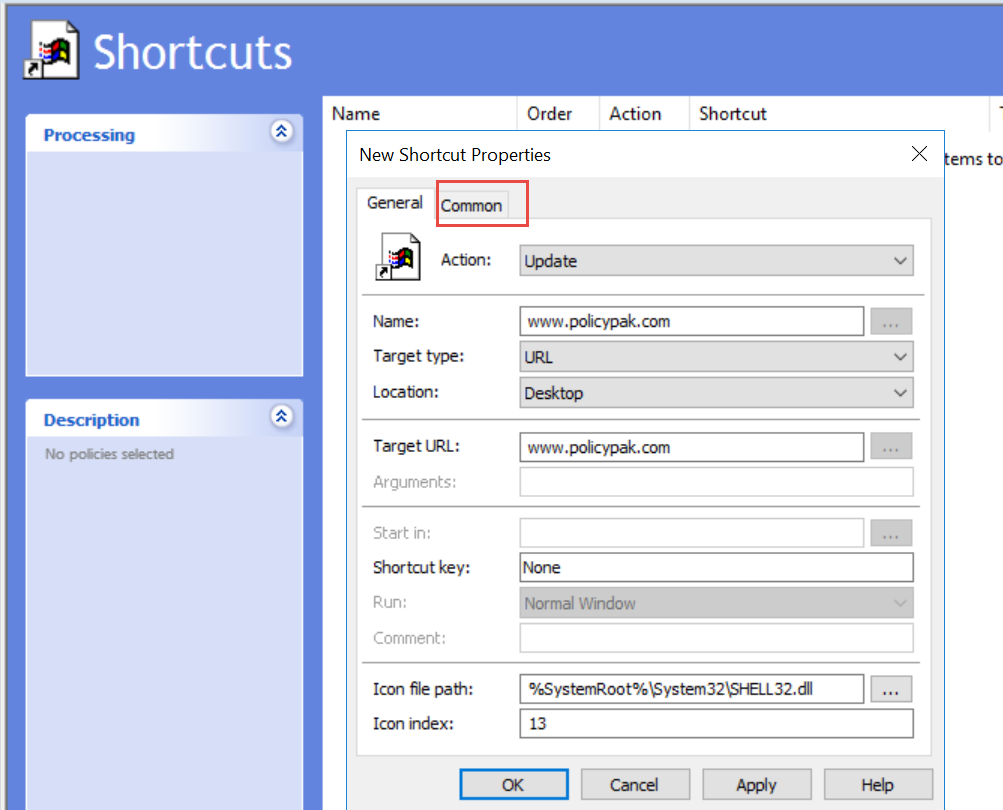 Shortcuts
Processing
Description
No policies selected
Name Order Action Shortcut
tems to
New Shortcut Properties
General Common
Action: Update
Name: www.policypak.com ...
Target type: URL
Location: Desktop
Target URL: www.policypak.com ...
Arguments:
Start in: ...
Shortcut key: None
Run: Normal Window
Comment:
Icon file path: %SystemRoot%\System32\SHELL32.dll ...
Icon index: 13
OK Cancel Apply Help